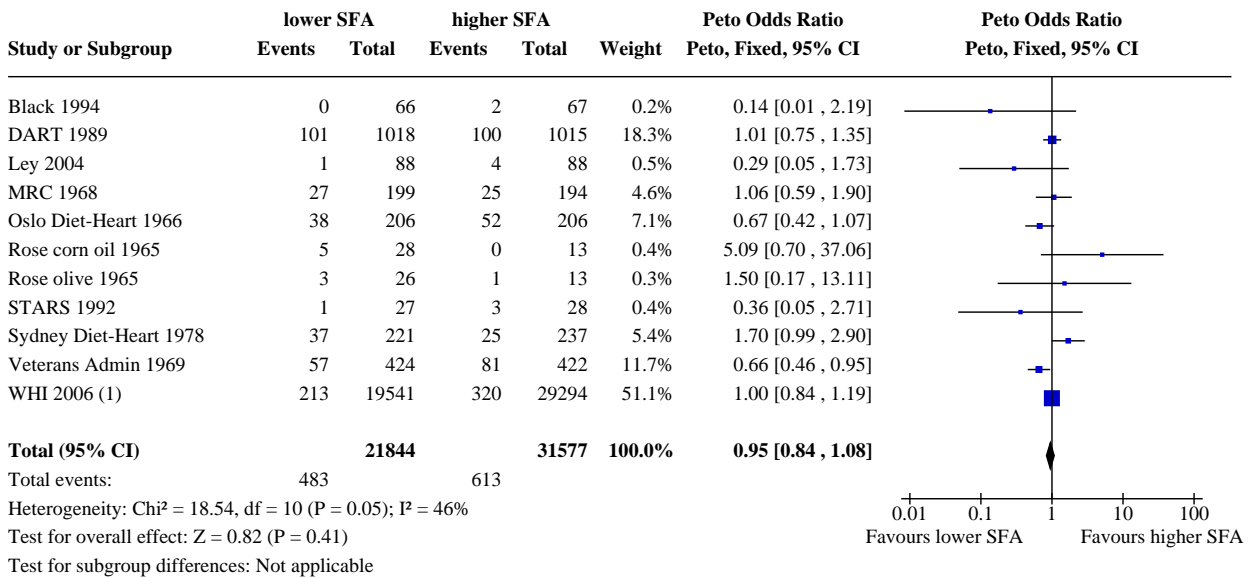 lower SFA higher SFA Peto Odds Ratio Peto Odds Ratio
Study or Subgroup Events Total Events Total Weight Peto, Fixed, 95% CI Peto, Fixed, 95% CI
Black 1994 0 66 2 67 0.2% 0.14 [0.01 , 2.19]
DART 1989 101 1018 100 1015 18.3% 1.01 [0.75 , 1.35]
Ley 2004 1 88 4 88 0.5% 0.29 [0.05 , 1.73]
MRC 1968 27 199 25 194 4.6% 1.06 [0.59 , 1.90]
Oslo Diet-Heart 1966 38 206 52 206 7.1% 0.67 [0.42 , 1.07]
Rose corn oil 1965 5 28 0 13 0.4% 5.09 [0.70 , 37.06]
Rose olive 1965 3 26 1 13 0.3% 1.50 [0.17 , 13.11]
STARS 1992 1 27 3 28 0.4% 0.36 [0.05 , 2.71]
Sydney Diet-Heart 1978 37 221 25 237 5.4% 1.70 [0.99 , 2.90]
Veterans Admin 1969 57 424 81 422 11.7% 0.66 [0.46 , 0.95]
WHI 2006 (1) 213 19541 320 29294 51.1% 1.00 [0.84 , 1.19]
Total (95% CI) 21844 31577 100.0% 0.95 [0.84 , 1.08]
Total events: 483 613
Heterogeneity: Chi² = 18.54, df = 10 (P = 0.05); I² = 46%
0.01 0.1 1 10 100
Test for overall effect: Z = 0.82 (P = 0.41) Favours lower SFA Favours higher SFA
Test for subgroup differences: Not applicable